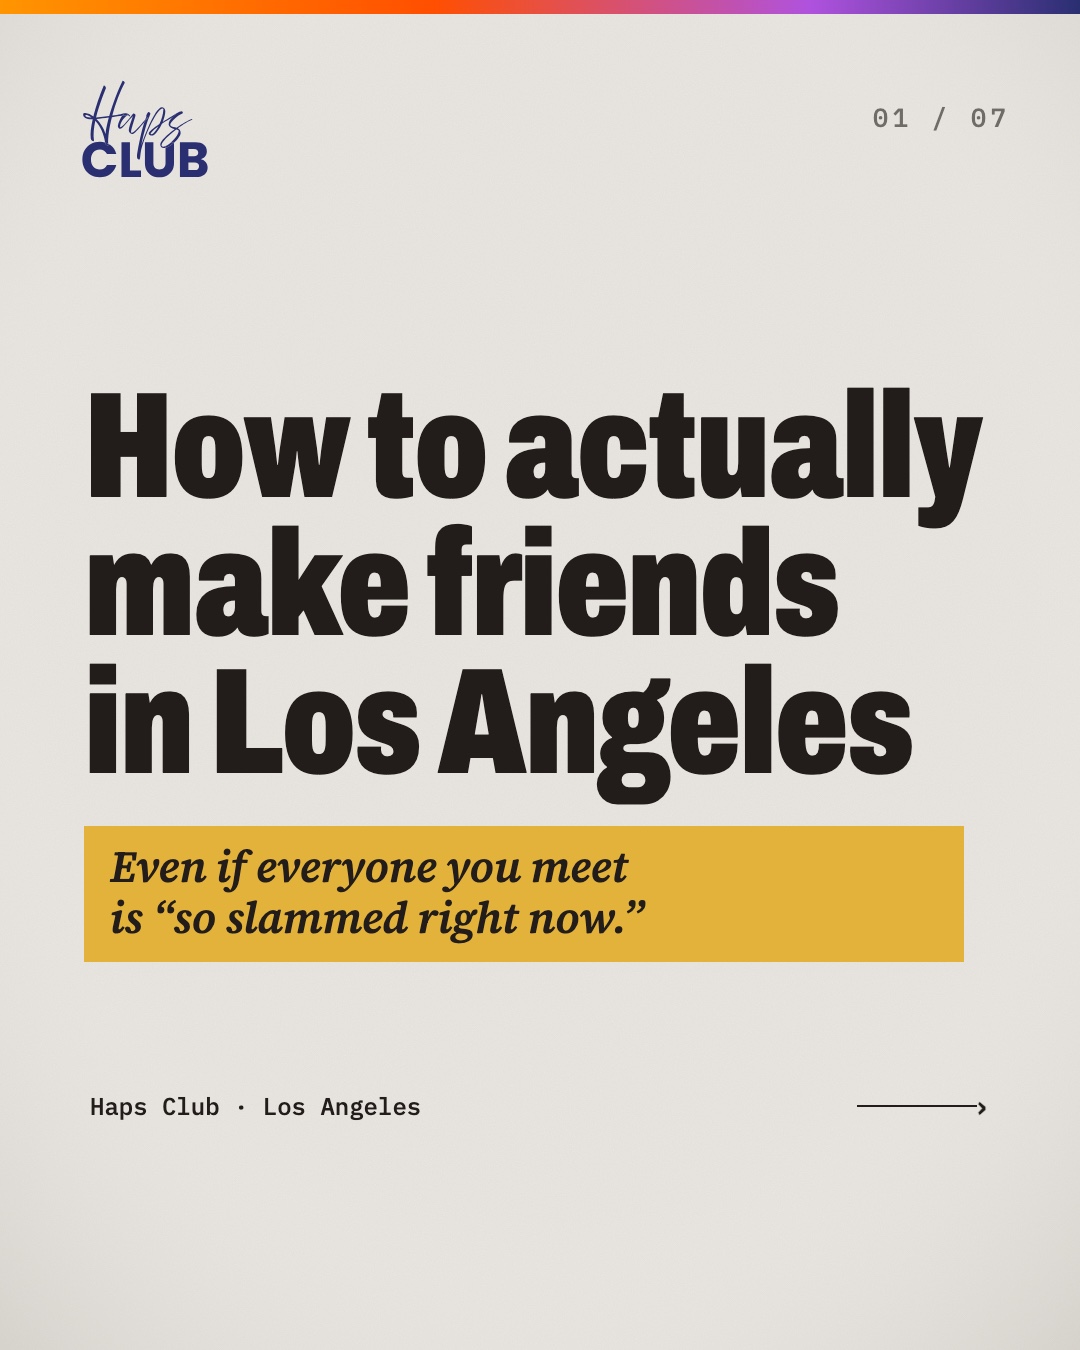 Haps
CLUB
01 / 07
How to actually
make friends
in Los Angeles
Even if everyone you meet
is “so slammed right now.”
Haps Club · Los Angeles